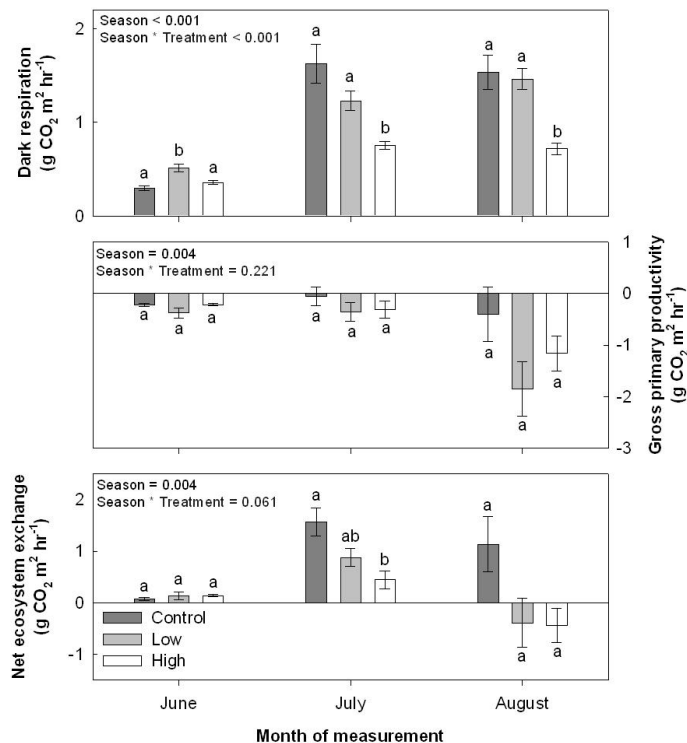 Season < 0.001
Season * Treatment < 0.001
Dark respiration
(g CO2 m² hr⁻¹)
2
1
0
a b a
a a b
a a b
Season = 0.004
Season * Treatment = 0.221
Gross primary productivity
(g CO2 m² hr⁻¹)
1
0
-1
-2
-3
a a a
a a a
a a a
Season = 0.004
Season * Treatment = 0.061
Net ecosystem exchange
(g CO2 m² hr⁻¹)
2
1
0
-1
a a a
a ab b
a a a
Control
Low
High
June July August
Month of measurement